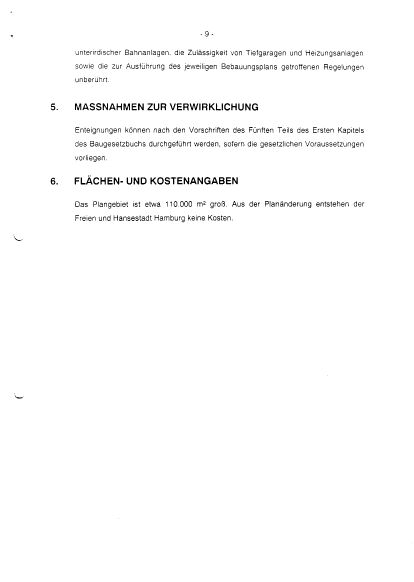 - 9 -
unterirdischer Bahnanlagen, die Zulässigkeit von Tiefgaragen und Heizungsanlagen
sowie die zur Ausführung des jeweiligen Bebauungsplans getroffenen Regelungen
unberührt.
5. MASSNAHMEN ZUR VERWIRKLICHUNG
Enteignungen können nach den Vorschriften des Fünften Teils des Ersten Kapitels
des Baugesetzbuchs durchgeführt werden, sofern die gesetzlichen Voraussetzungen
vorliegen.
6. FLÄCHEN- UND KOSTENANGABEN
Das Plangebiet ist etwa 110.000 m² groß. Aus der Planänderung entstehen der
Freien und Hansestadt Hamburg keine Kosten.